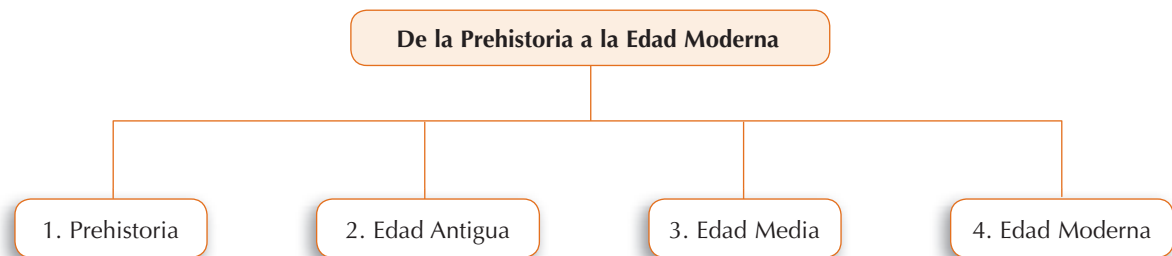 De la Prehistoria a la Edad Moderna
1. Prehistoria
2. Edad Antigua
3. Edad Media
4. Edad Moderna